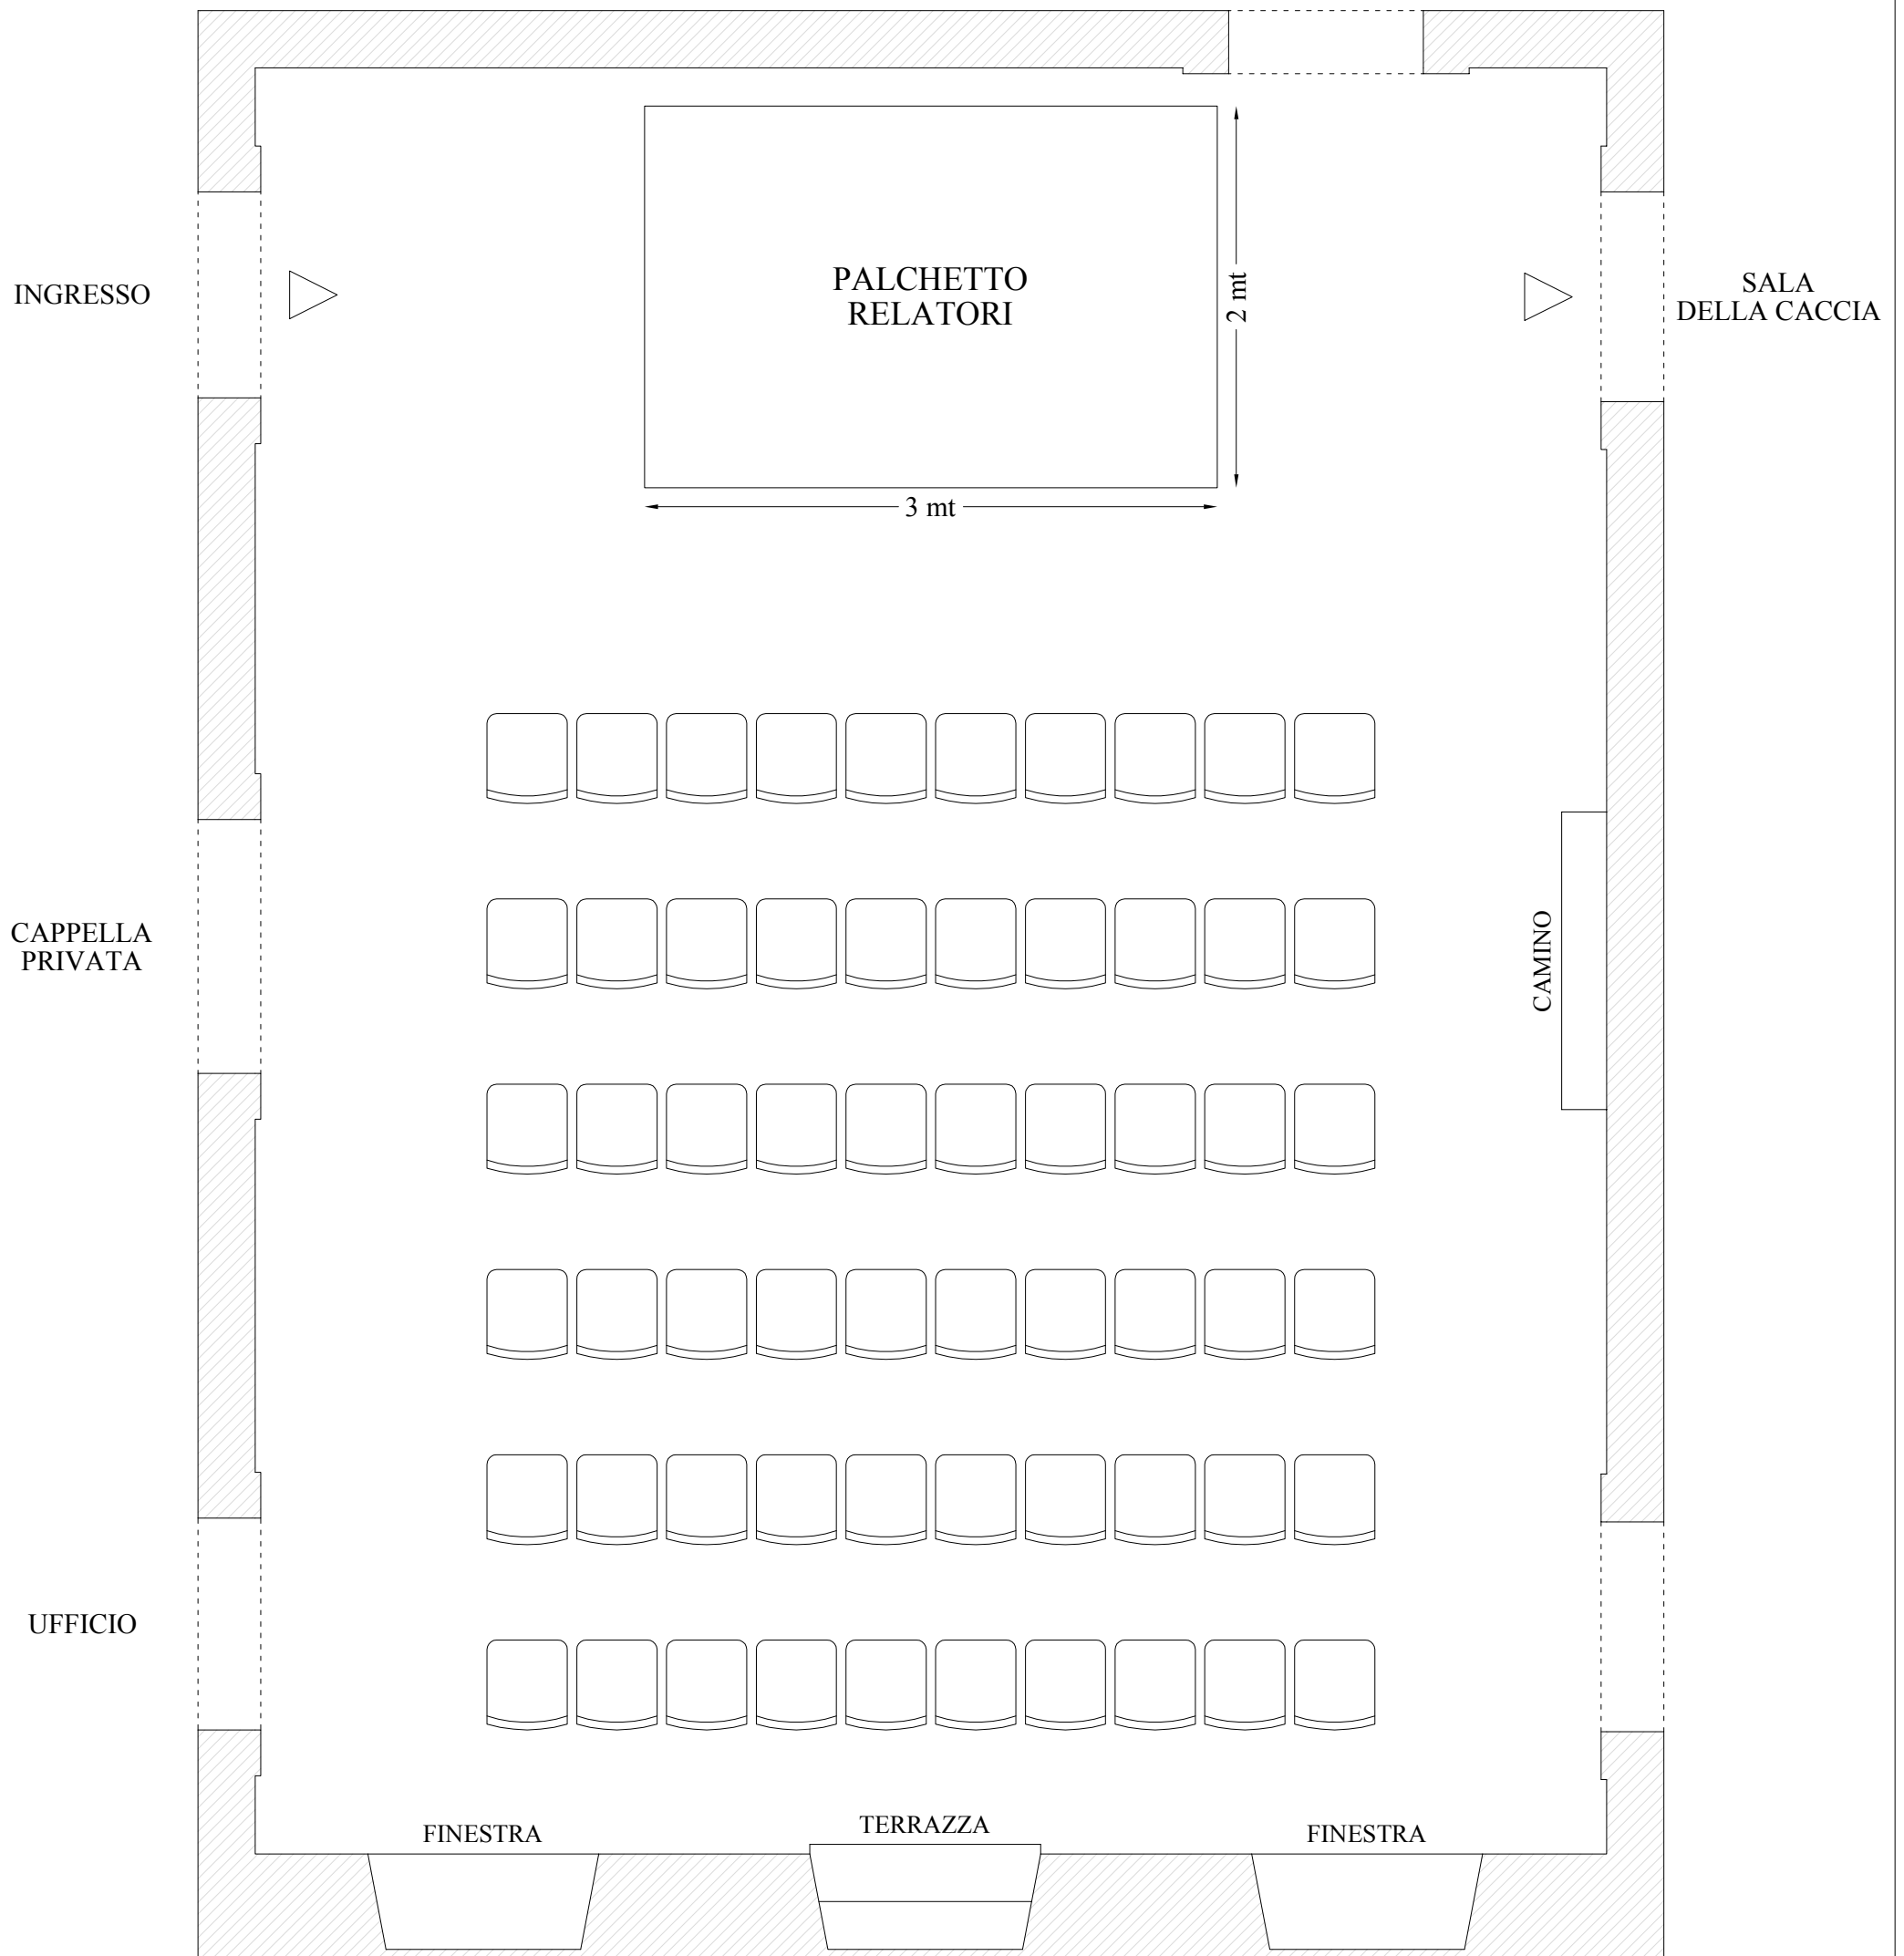 PALCHETTO
RELATORI
2 mt
3 mt
INGRESSO
SALA
DELLA CACCIA
CAPPELLA
PRIVATA
CAMINO
UFFICIO
FINESTRA
TERRAZZA
FINESTRA